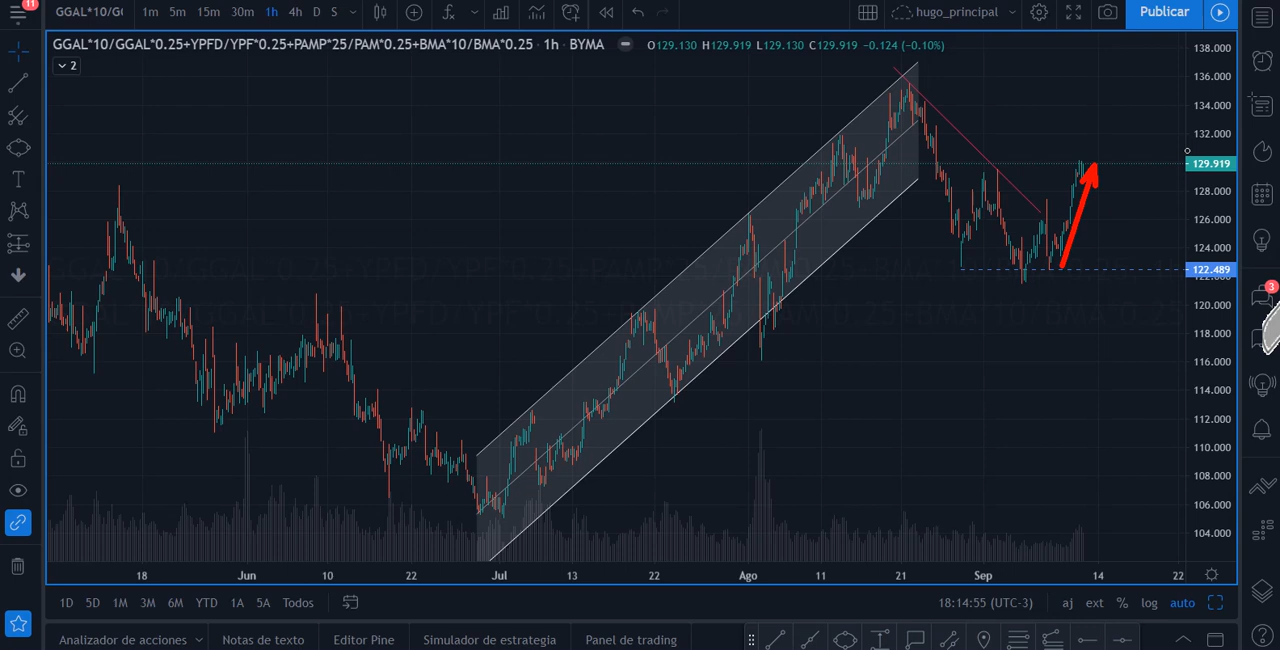 11
GGAL*10/G(
1m 5m 15m 30m 1h 4h D S
hugo_principal
Publicar
GGAL*10/GGAL*0.25+YPFD/YPF*0.25+PAMP*25/PAM*0.25+BMA*10/BMA*0.25 · 1h · BYMA
O129.130 H129.919 L129.130 C129.919 −0.124 (−0.10%)
2
138.000
136.000
134.000
132.000
129.919
128.000
126.000
124.000
122.489
120.000
118.000
116.000
114.000
112.000
110.000
108.000
106.000
104.000
3
18 Jun 10 22 Jul 13 22 Ago 11 21 Sep 14 22
1D 5D 1M 3M 6M YTD 1A 5A Todos
18:14:55 (UTC-3) aj ext % log auto
Analizador de acciones Notas de texto Editor Pine Simulador de estrategia Panel de trading